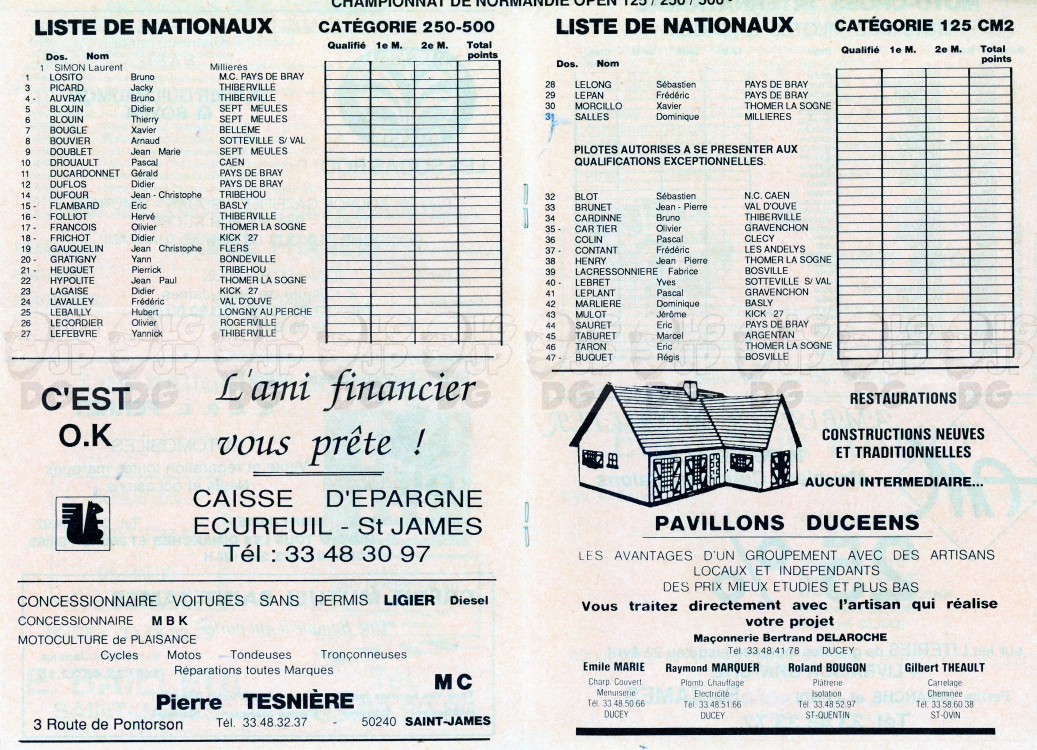 CHAMPIONNAT DE NORMANDIE OPEN 125 / 250 / 500 -
LISTE DE NATIONAUX CATÉGORIE 250-500
Qualifié 1e M. 2e M. Total points
Dos. Nom
1 SIMON Laurent Millieres
1 LOSITO Bruno M.C. PAYS DE BRAY
3 PICARD Jacky THIBERVILLE
4 - AUVRAY Bruno THIBERVILLE
5 BLOUIN Didier SEPT MEULES
6 BLOUIN Thierry SEPT MEULES
7 BOUGLE Xavier BELLEME
8 BOUVIER Arnaud SOTTEVILLE S/ VAL
9 DOUBLET Jean Marie SEPT MEULES
10 DROUAULT Pascal CAEN
11 DUCARDONNET Gérald PAYS DE BRAY
12 DUFLOS Didier PAYS DE BRAY
14 DUFOUR Jean - Christophe TRIBEHOU
15 - FLAMBARD Eric BASLY
16 - FOLLIOT Hervé THIBERVILLE
17 - FRANCOIS Olivier THOMER LA SOGNE
18 - FRICHOT Didier KICK 27
19 GAUQUELIN Jean Christophe FLERS
20 - GRATIGNY Yann BONDEVILLE
21 - HEUGUET Pierrick TRIBEHOU
22 HYPOLITE Jean Paul THOMER LA SOGNE
23 LAGAISE Didier KICK 27
24 LAVALLEY Frédéric VAL D'OUVE
25 LEBAILLY Hubert LONGNY AU PERCHE
26 LECORDIER Olivier ROGERVILLE
27 LEFEBVRE Yannick THIBERVILLE
C'EST
O.K
L'ami financier
vous prête !
CAISSE D'EPARGNE
ECUREUIL - St JAMES
Tél : 33 48 30 97
CONCESSIONNAIRE VOITURES SANS PERMIS LIGIER Diesel
CONCESSIONNAIRE MBK
MOTOCULTURE de PLAISANCE
Cycles Motos Tondeuses Tronçonneuses
Réparations toutes Marques
MC
Pierre TESNIÈRE
3 Route de Pontorson Tél. 33.48.32.37 - 50240 SAINT-JAMES
LISTE DE NATIONAUX CATÉGORIE 125 CM2
Qualifié 1e M. 2e M. Total points
Dos. Nom
28 LELONG Sébastien PAYS DE BRAY
29 LEPAN Frédéric PAYS DE BRAY
30 MORCILLO Xavier THOMER LA SOGNE
31 SALLES Dominique MILLIERES
PILOTES AUTORISES A SE PRESENTER AUX
QUALIFICATIONS EXCEPTIONNELLES.
32 BLOT Sébastien N.C. CAEN
33 BRUNET Jean - Pierre VAL D'OUVE
34 CARDINNE Bruno THIBERVILLE
35 - CAR TIER Olivier GRAVENCHON
36 COLIN Pascal CLECY
37 - CONTANT Frédéric LES ANDELYS
38 HENRY Jean Pierre THOMER LA SOGNE
39 LACRESSONNIERE Fabrice BOSVILLE
40 - LEBRET Yves SOTTEVILLE S/ VAL
41 LEPLANT Pascal GRAVENCHON
42 MARLIERE Dominique BASLY
43 MULOT Jérôme KICK 27
44 SAURET Eric PAYS DE BRAY
45 TABURET Marcel ARGENTAN
46 TARON Eric THOMER LA SOGNE
47 - BUQUET Régis BOSVILLE
RESTAURATIONS
CONSTRUCTIONS NEUVES
ET TRADITIONNELLES
AUCUN INTERMEDIAIRE...
PAVILLONS DUCEENS
LES AVANTAGES D'UN GROUPEMENT AVEC DES ARTISANS
LOCAUX ET INDEPENDANTS
DES PRIX MIEUX ETUDIES ET PLUS BAS
Vous traitez directement avec l'artisan qui réalise
votre projet
Maçonnerie Bertrand DELAROCHE
Tél. 33.48.41 78 DUCEY
Emile MARIE Raymond MARQUER Roland BOUGON Gilbert THEAULT
Charp. Couvert. Plomb. Chauffage Plâtrerie Carrelage
Menuiserie Electricité Isolation Cheminée
Tél. 33.48.50.66 Tél. 33.48.51.66 Tél. 33.48.52.97 Tél. 33 58 60.38
DUCEY DUCEY ST-QUENTIN ST-OVIN